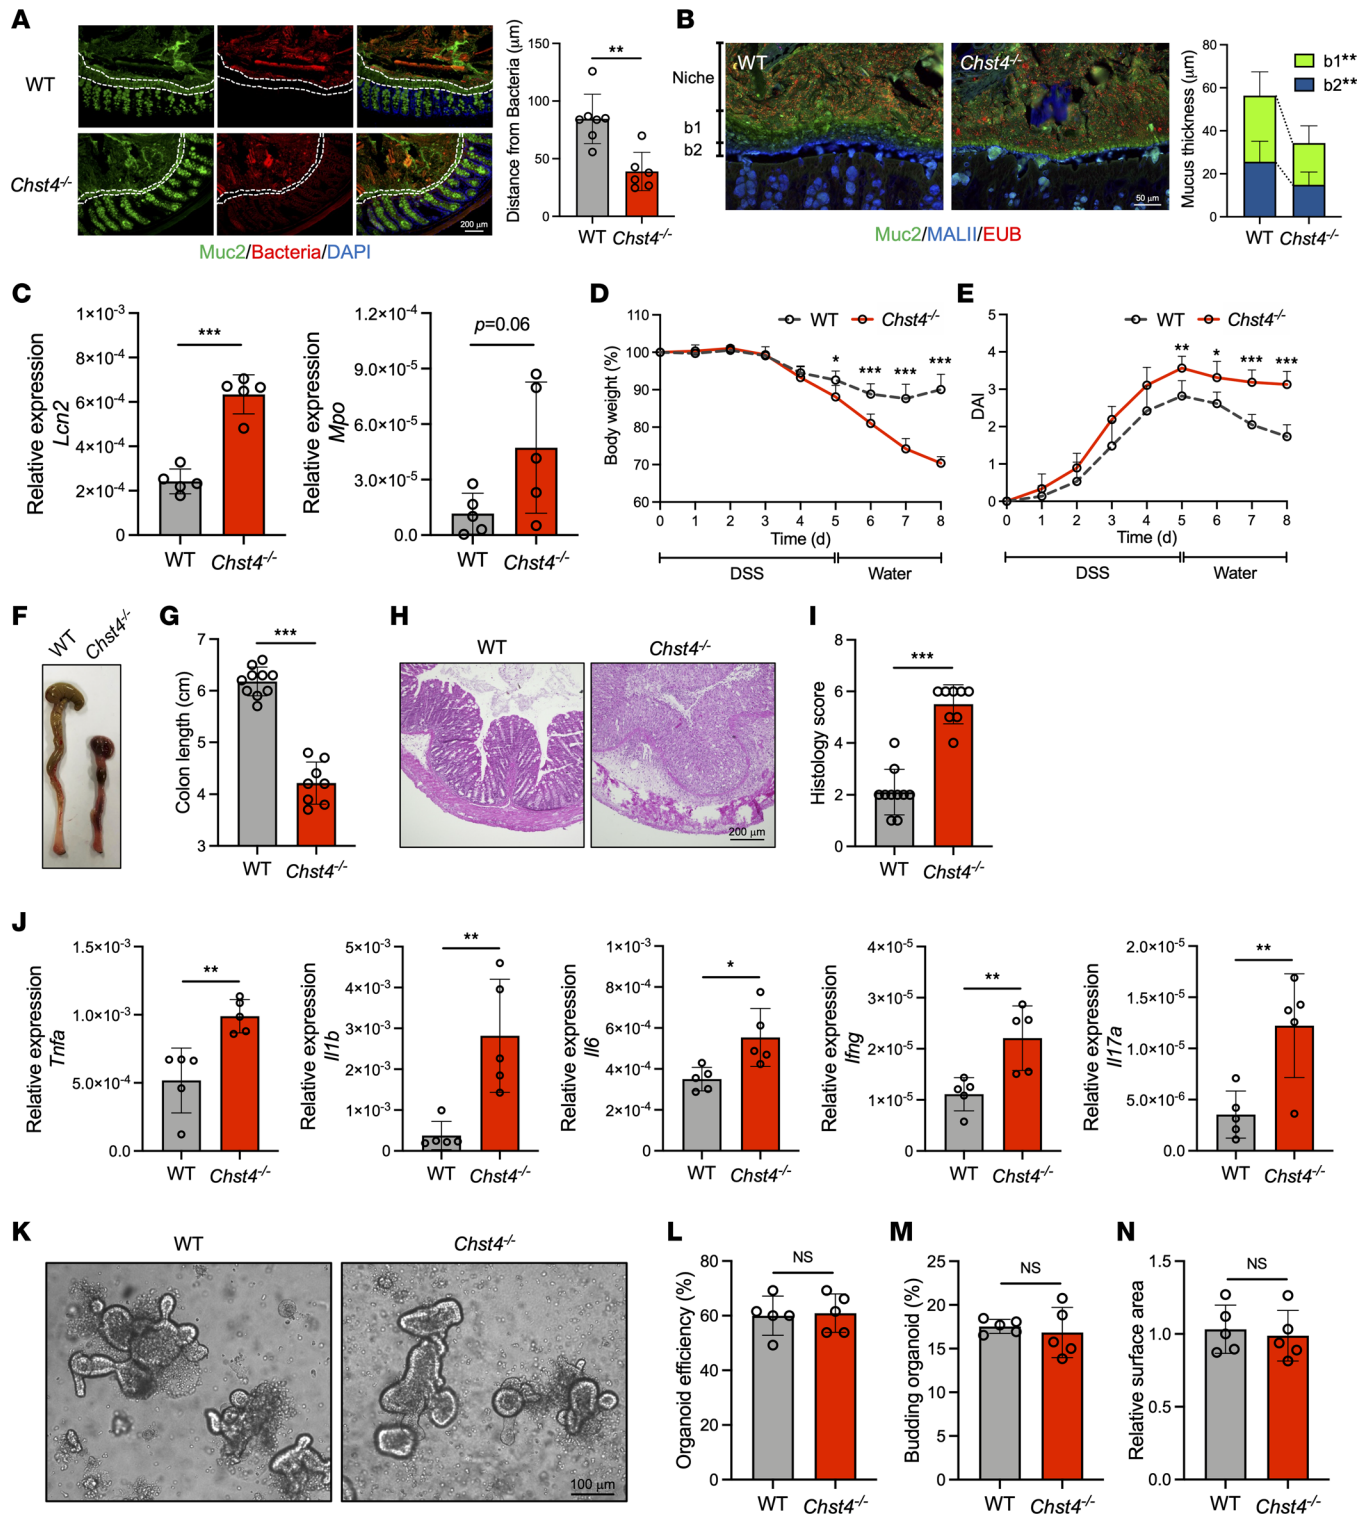 A
WT
Chst4-/-
200 μm
Muc2/Bacteria/DAPI
Distance from Bacteria (μm)
150
100
50
0
**
WT Chst4-/-
B
Niche
b1
b2
WT
Chst4-/-
50 μm
Muc2/MALII/EUB
Mucus thickness (μm)
80
60
40
20
0
b1**
b2**
WT Chst4-/-
C
Relative expression
Lcn2
1×10-3
8×10-4
6×10-4
4×10-4
2×10-4
0
***
WT Chst4-/-
Relative expression
Mpo
1.2×10-4
9.0×10-5
6.0×10-5
3.0×10-5
0.0
p=0.06
WT Chst4-/-
D
Body weight (%)
110
100
90
80
70
60
WT Chst4-/-
* *** *** ***
0 1 2 3 4 5 6 7 8
Time (d)
DSS Water
E
DAI
5
4
3
2
1
0
WT Chst4-/-
** * *** ***
0 1 2 3 4 5 6 7 8
Time (d)
DSS Water
F
WT Chst4-/-
G
Colon length (cm)
7
6
5
4
3
***
WT Chst4-/-
H
WT Chst4-/-
200 μm
I
Histology score
8
6
4
2
0
***
WT Chst4-/-
J
Relative expression
Tnfa
1.5×10-3
1.0×10-3
5.0×10-4
0.0
**
WT Chst4-/-
Relative expression
Il1b
5×10-3
4×10-3
3×10-3
2×10-3
1×10-3
0
**
WT Chst4-/-
Relative expression
Il6
1×10-3
8×10-4
6×10-4
4×10-4
2×10-4
0
*
WT Chst4-/-
Relative expression
Ifng
4×10-5
3×10-5
2×10-5
1×10-5
0
**
WT Chst4-/-
Relative expression
Il17a
2.0×10-5
1.5×10-5
1.0×10-5
5.0×10-6
0.0
**
WT Chst4-/-
K
WT Chst4-/-
100 μm
L
Organoid efficiency (%)
80
60
40
20
0
NS
WT Chst4-/-
M
Budding organoid (%)
25
20
15
10
5
0
NS
WT Chst4-/-
N
Relative surface area
1.5
1.0
0.5
0.0
NS
WT Chst4-/-